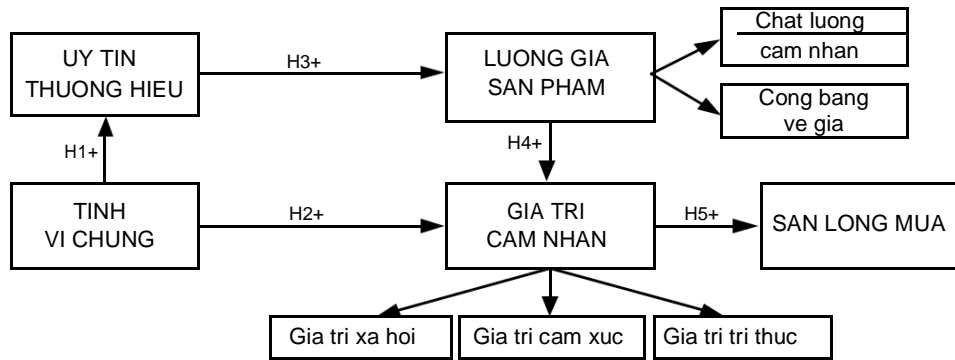 UY TIN
THUONG HIEU
H3+
LUONG GIA
SAN PHAM
Chat luong
cam nhan
Cong bang
ve gia
H1+
H4+
TINH
VI CHUNG
H2+
GIA TRI
CAM NHAN
H5+
SAN LONG MUA
Gia tri xa hoi
Gia tri cam xuc
Gia tri tri thuc